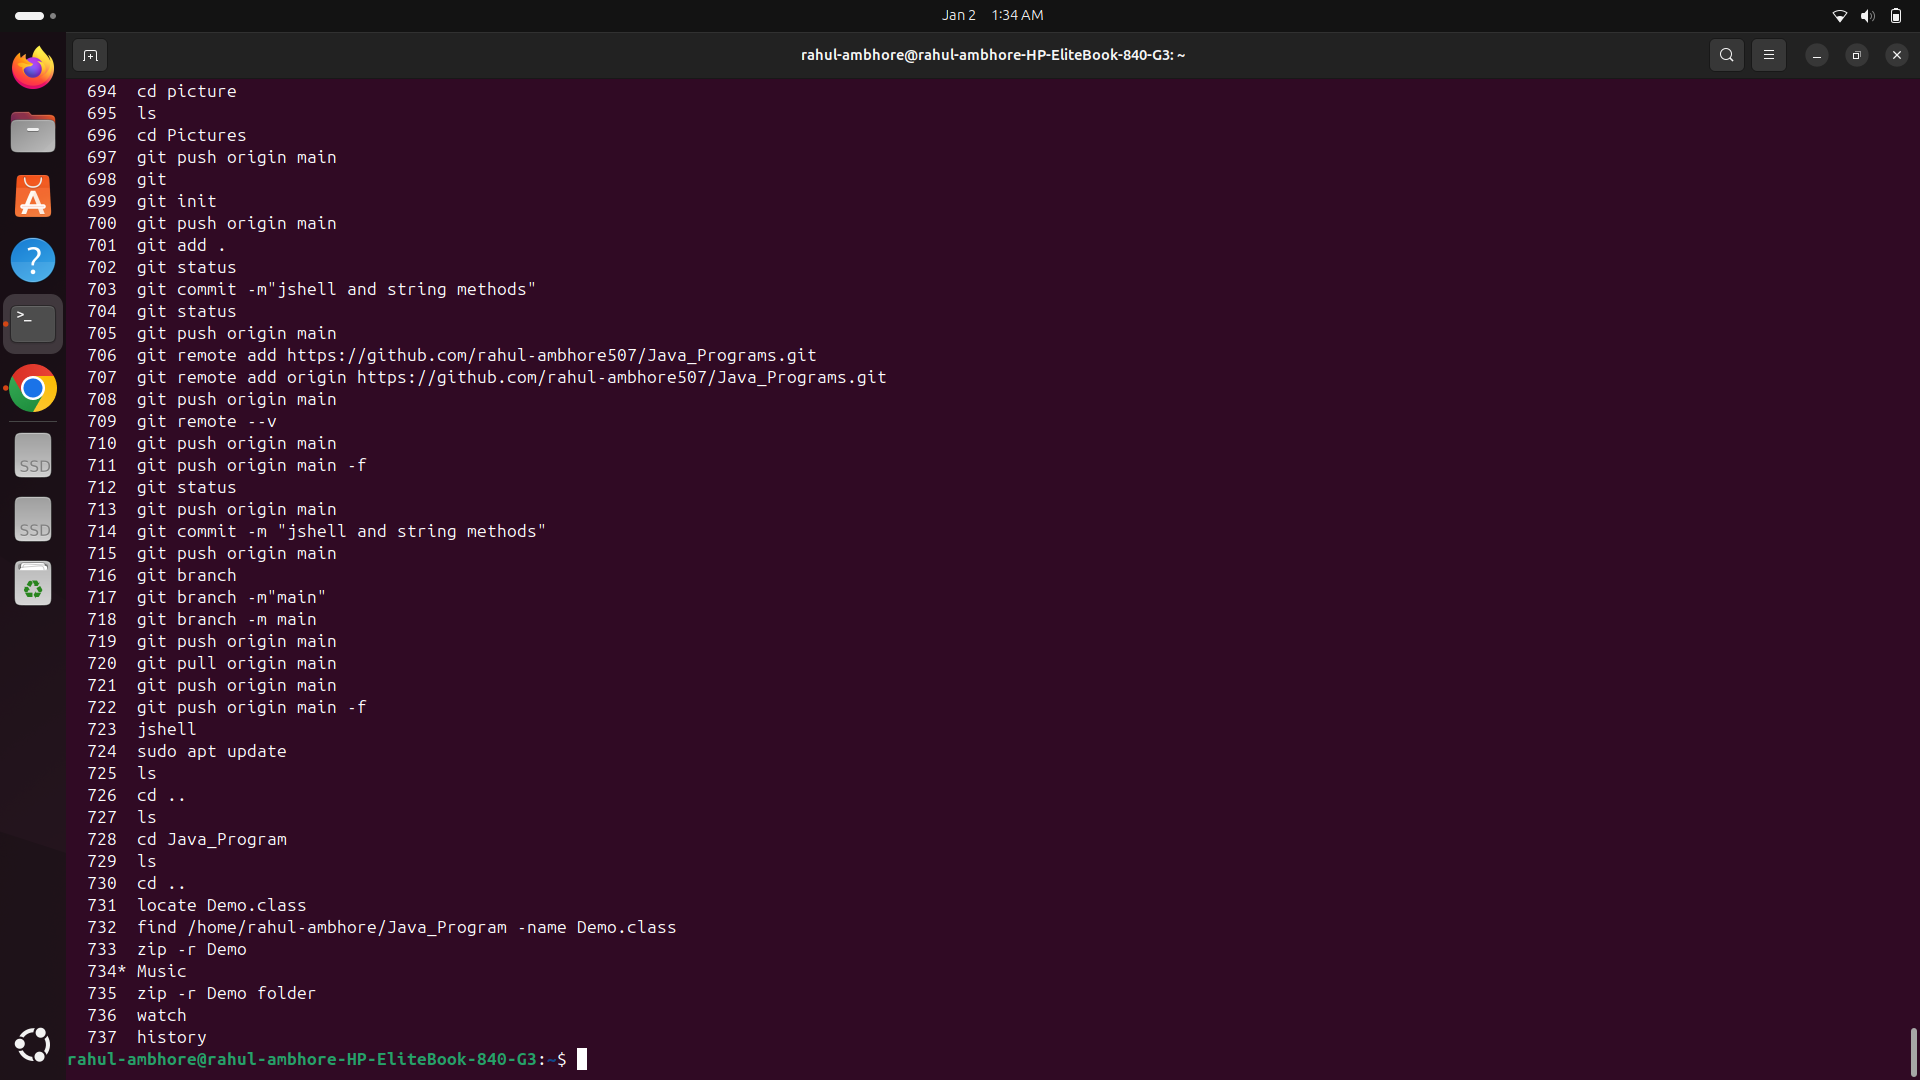 Jan 2 1:34 AM
rahul-ambhore@rahul-ambhore-HP-EliteBook-840-G3: ~
694 cd picture
695 ls
696 cd Pictures
697 git push origin main
698 git
699 git init
700 git push origin main
701 git add .
702 git status
703 git commit -m"jshell and string methods"
704 git status
705 git push origin main
706 git remote add https://github.com/rahul-ambhore507/Java_Programs.git
707 git remote add origin https://github.com/rahul-ambhore507/Java_Programs.git
708 git push origin main
709 git remote --v
710 git push origin main
711 git push origin main -f
712 git status
713 git push origin main
714 git commit -m "jshell and string methods"
715 git push origin main
716 git branch
717 git branch -m"main"
718 git branch -m main
719 git push origin main
720 git pull origin main
721 git push origin main
722 git push origin main -f
723 jshell
724 sudo apt update
725 ls
726 cd ..
727 ls
728 cd Java_Program
729 ls
730 cd ..
731 locate Demo.class
732 find /home/rahul-ambhore/Java_Program -name Demo.class
733 zip -r Demo
734* Music
735 zip -r Demo folder
736 watch
737 history
rahul-ambhore@rahul-ambhore-HP-EliteBook-840-G3:~$
SSD
SSD